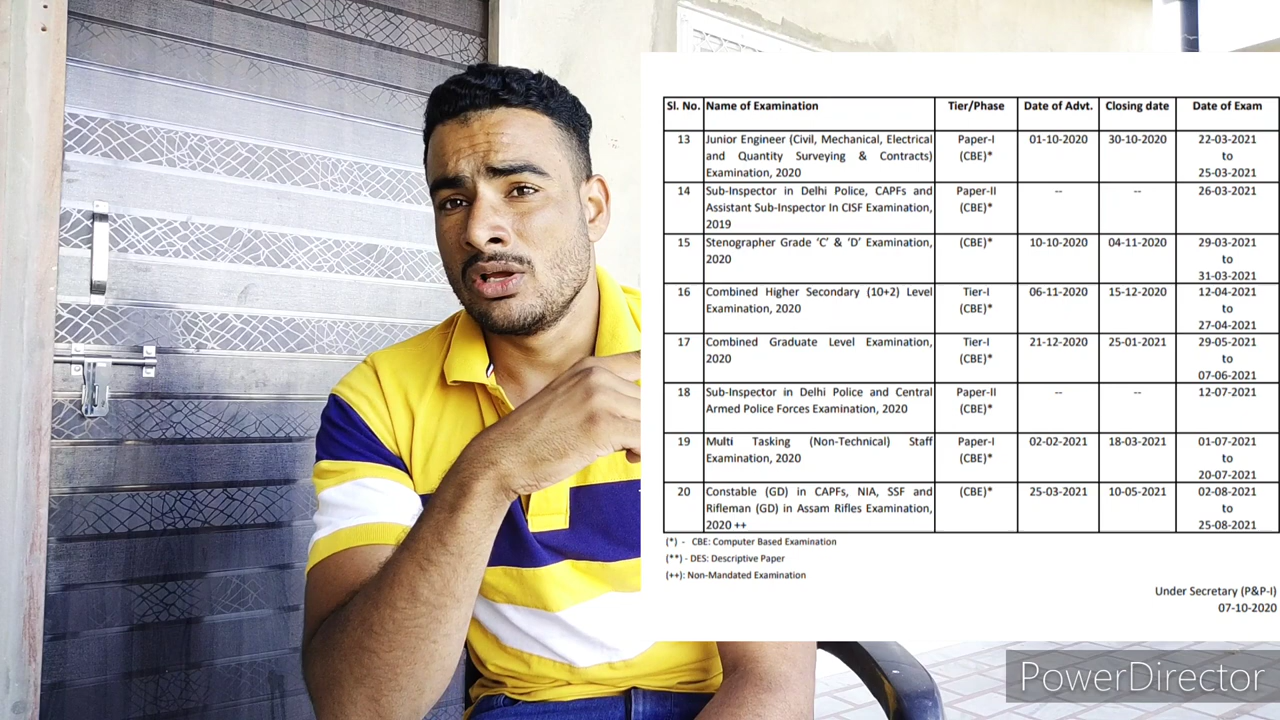 Sl. No. Name of Examination Tier/Phase Date of Advt. Closing date Date of Exam
13 Junior Engineer (Civil, Mechanical, Electrical Paper-I 01-10-2020 30-10-2020 22-03-2021
and Quantity Surveying & Contracts) (CBE)* to
Examination, 2020 25-03-2021
14 Sub-Inspector in Delhi Police, CAPFs and Paper-II -- -- 26-03-2021
Assistant Sub-Inspector In CISF Examination, (CBE)*
2019
15 Stenographer Grade ‘C’ & ‘D’ Examination, (CBE)* 10-10-2020 04-11-2020 29-03-2021
2020 to
31-03-2021
16 Combined Higher Secondary (10+2) Level Tier-I 06-11-2020 15-12-2020 12-04-2021
Examination, 2020 (CBE)* to
27-04-2021
17 Combined Graduate Level Examination, Tier-I 21-12-2020 25-01-2021 29-05-2021
2020 (CBE)* to
07-06-2021
18 Sub-Inspector in Delhi Police and Central Paper-II -- -- 12-07-2021
Armed Police Forces Examination, 2020 (CBE)*
19 Multi Tasking (Non-Technical) Staff Paper-I 02-02-2021 18-03-2021 01-07-2021
Examination, 2020 (CBE)* to
20-07-2021
20 Constable (GD) in CAPFs, NIA, SSF and (CBE)* 25-03-2021 10-05-2021 02-08-2021
Rifleman (GD) in Assam Rifles Examination, to
2020 ++ 25-08-2021
(*) - CBE: Computer Based Examination
(**) - DES: Descriptive Paper
(++): Non-Mandated Examination
Under Secretary (P&P-I)
07-10-2020
PowerDirector